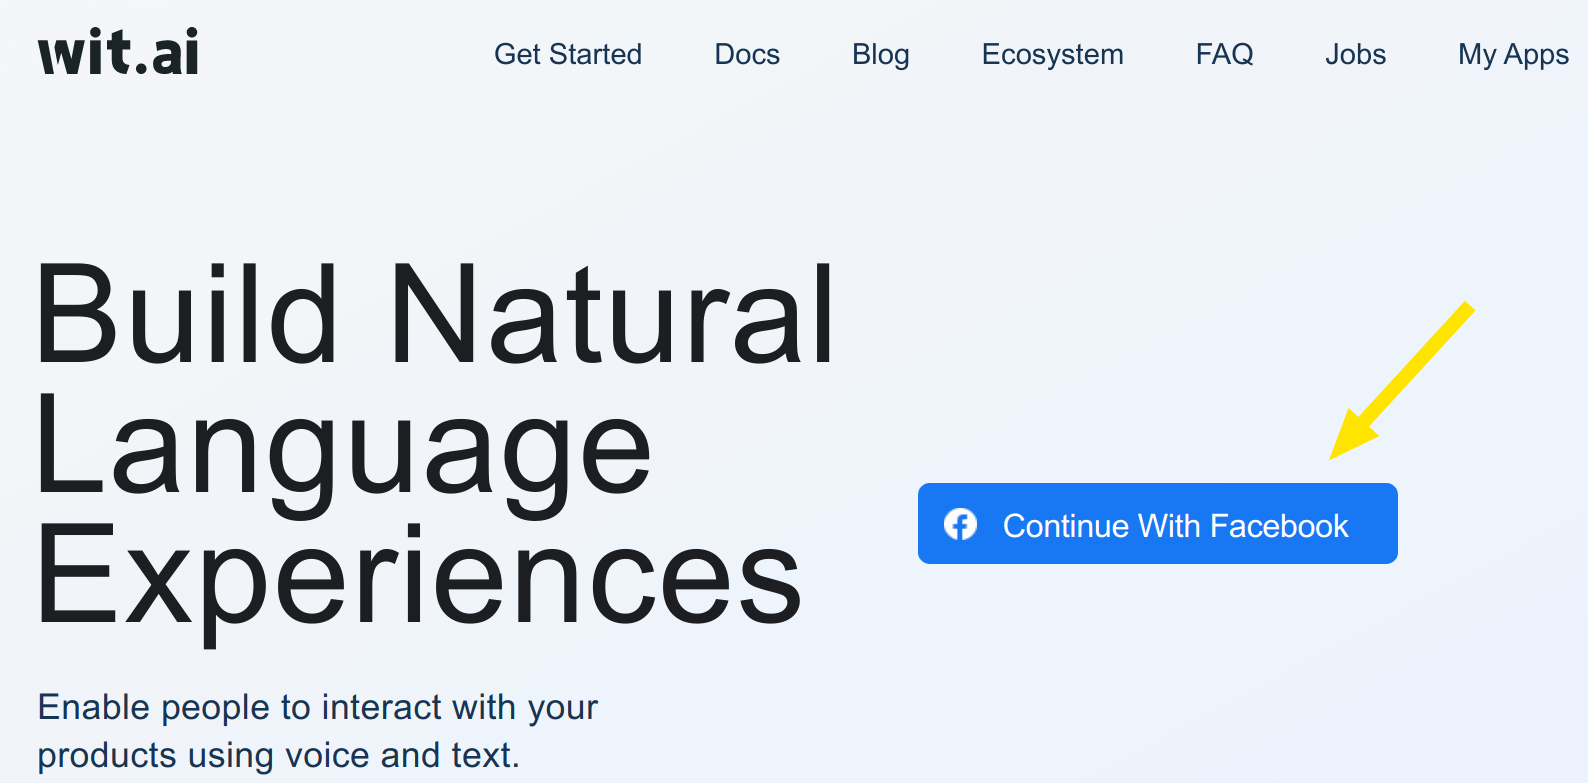 wit.ai
Get Started Docs Blog Ecosystem FAQ Jobs My Apps
Build Natural
Language
Experiences
Continue With Facebook
Enable people to interact with your
products using voice and text.